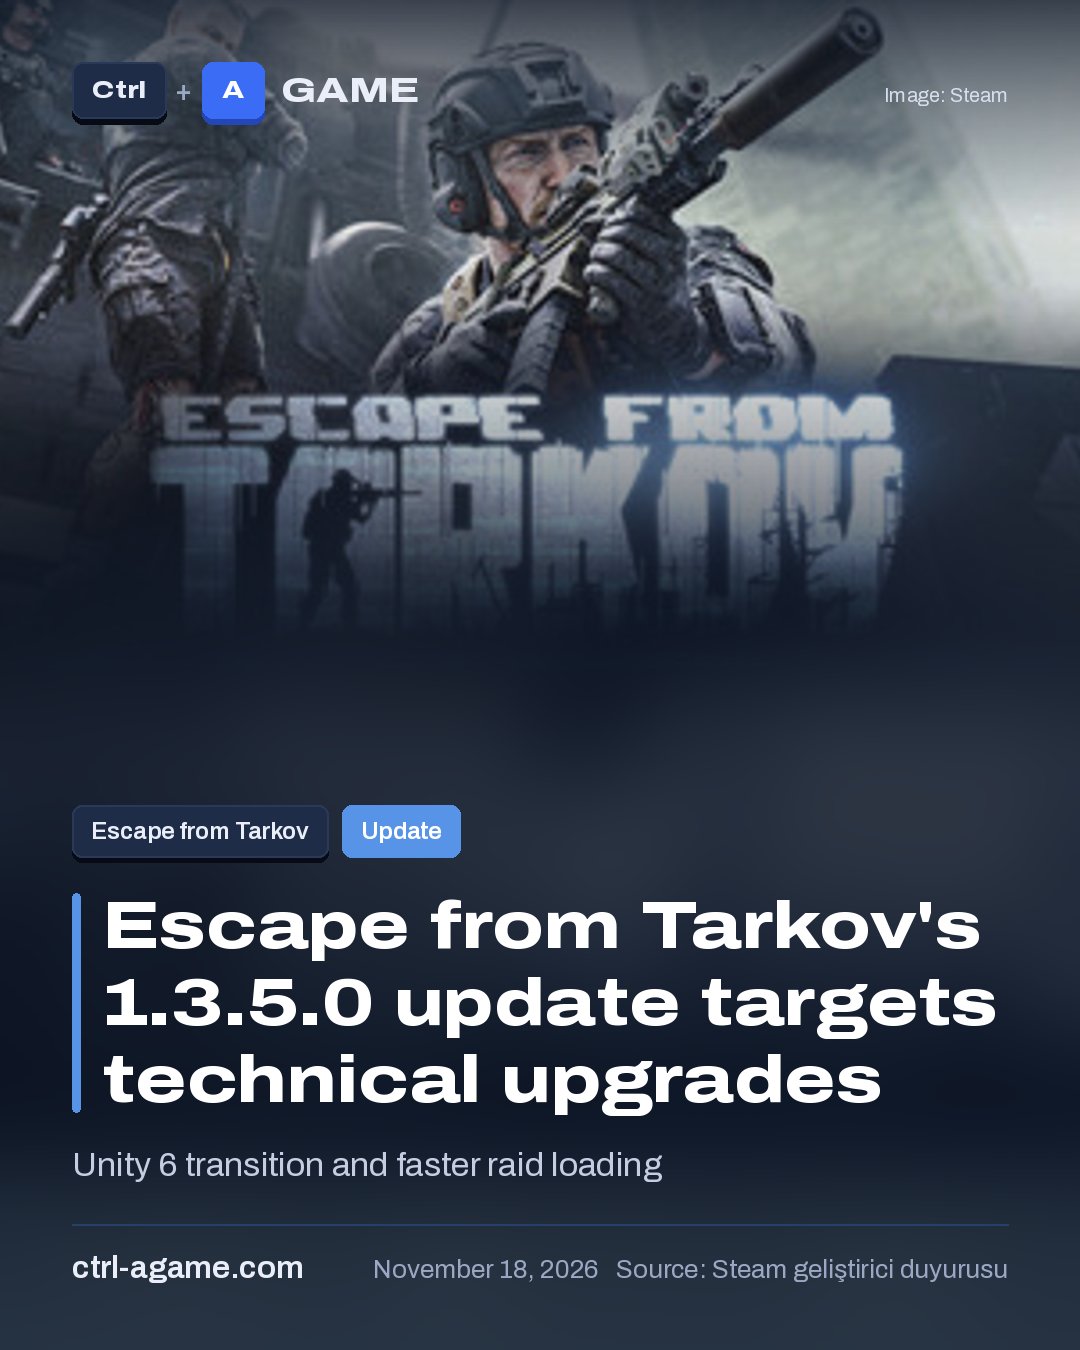 Ctrl + A GAME
Image: Steam
ESCAPE FROM
TARKOV
Escape from Tarkov
Update
Escape from Tarkov's
1.3.5.0 update targets
technical upgrades
Unity 6 transition and faster raid loading
ctrl-agame.com
November 18, 2026
Source: Steam geliştirici duyurusu